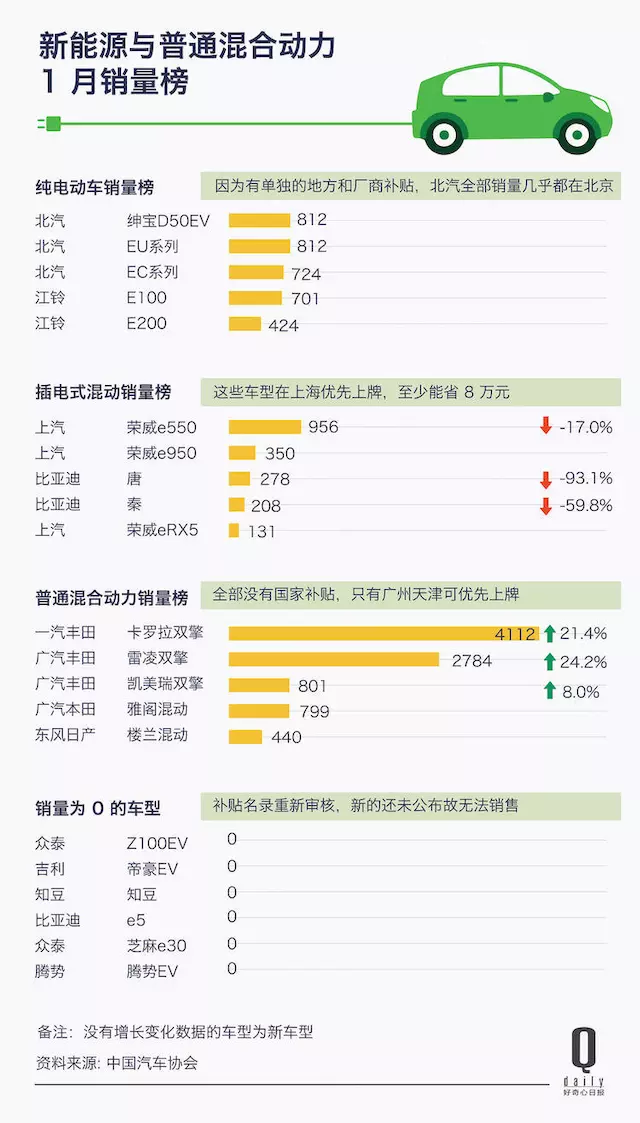 新能源与普通混合动力
1 月销量榜
纯电动车销量榜 因为有单独的地方和厂商补贴，北汽全部销量几乎都在北京
北汽 绅宝D50EV 812
北汽 EU系列 812
北汽 EC系列 724
江铃 E100 701
江铃 E200 424
插电式混动销量榜 这些车型在上海优先上牌，至少能省 8 万元
上汽 荣威e550 956 -17.0%
上汽 荣威e950 350
比亚迪 唐 278 -93.1%
比亚迪 秦 208 -59.8%
上汽 荣威eRX5 131
普通混合动力销量榜 全部没有国家补贴，只有广州天津可优先上牌
一汽丰田 卡罗拉双擎 4112 21.4%
广汽丰田 雷凌双擎 2784 24.2%
广汽丰田 凯美瑞双擎 801 8.0%
广汽本田 雅阁混动 799
东风日产 楼兰混动 440
销量为 0 的车型 补贴名录重新审核，新的还未公布故无法销售
众泰 Z100EV 0
吉利 帝豪EV 0
知豆 知豆 0
比亚迪 e5 0
众泰 芝麻e30 0
腾势 腾势EV 0
备注：没有增长变化数据的车型为新车型
资料来源: 中国汽车协会
Q
daily
好奇心日报